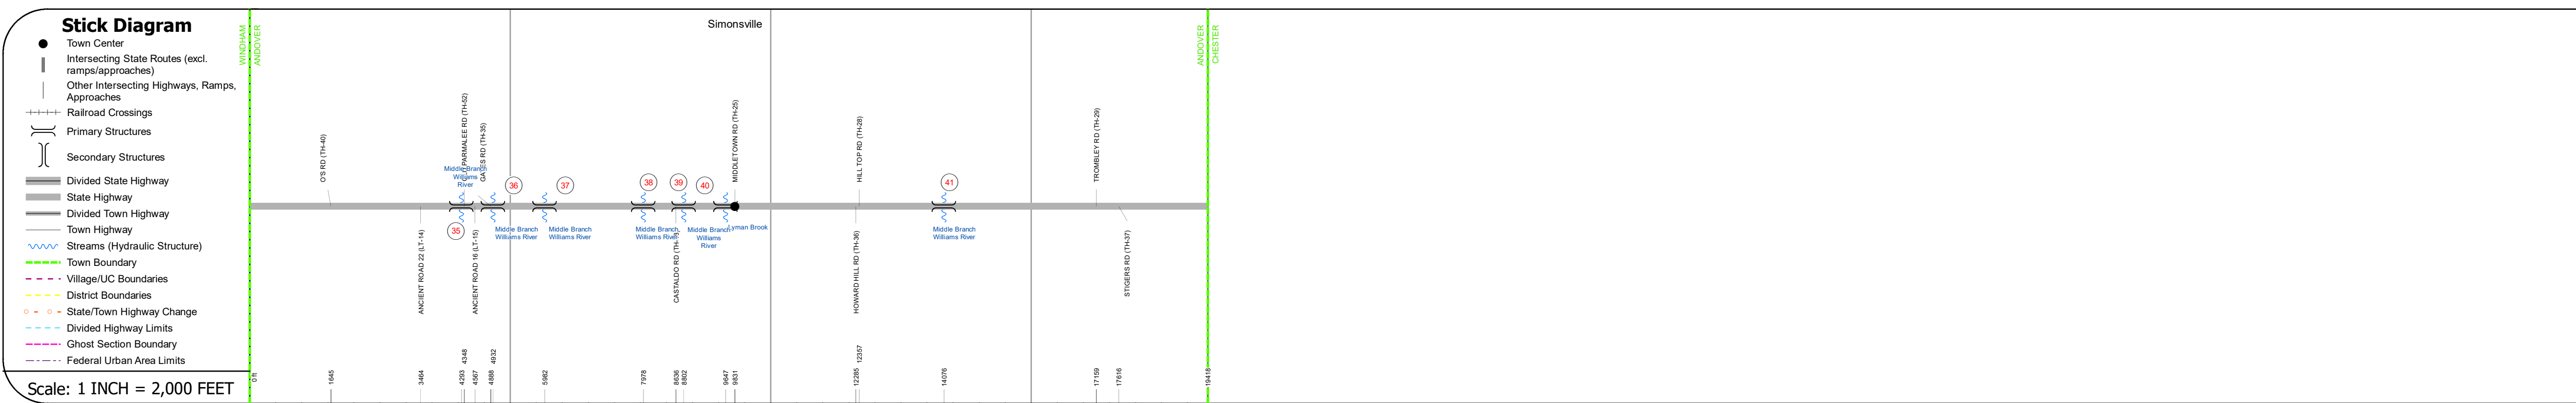 Stick Diagram
Town Center
Intersecting State Routes (excl.
ramps/approaches)
Other Intersecting Highways, Ramps,
Approaches
Railroad Crossings
Primary Structures
Secondary Structures
Divided State Highway
State Highway
Divided Town Highway
Town Highway
Streams (Hydraulic Structure)
Town Boundary
Village/UC Boundaries
District Boundaries
State/Town Highway Change
Divided Highway Limits
Ghost Section Boundary
Federal Urban Area Limits
Scale: 1 INCH = 2,000 FEET
WINDHAM
ANDOVER
Simonsville
ANDOVER
CHESTER
O'S RD (TH-40)
PARMALEE RD (TH-52)
RD (TH-35)
MIDDLETOWN RD (TH-25)
HILL TOP RD (TH-28)
TROMBLEY RD (TH-29)
Middle Branch
Williams
River
36
37
38
39
40
41
35
Middle Branch
Williams River
Middle Branch
Williams River
Middle Branch
Williams River
Middle Branch
Williams
River
Lyman Brook
Middle Branch
Williams River
ANCIENT ROAD 22 (LT-14)
ANCIENT ROAD 16 (LT-15)
CASTALDO RD
HOWARD HILL RD (TH-36)
STIGERS RD (TH-37)
0 ft
1645
3464
4293
4348
4567
4888
4932
5982
7978
8636
8802
9647
9831
12285
12357
14076
17159
17616
19418